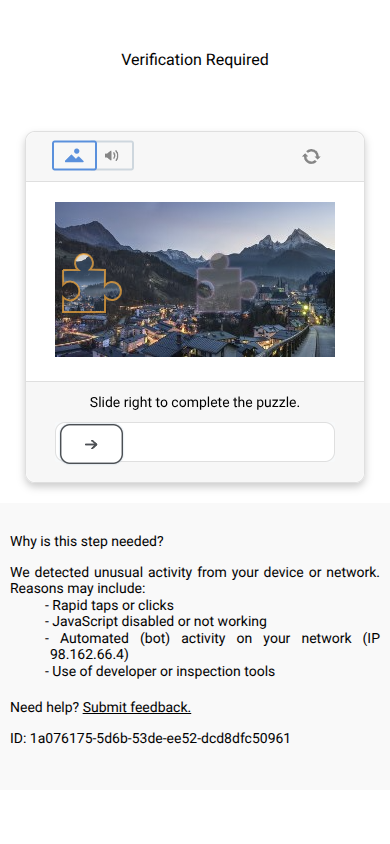 Verification Required
Slide right to complete the puzzle.
Why is this step needed?
We detected unusual activity from your device or network.
Reasons may include:
- Rapid taps or clicks
- JavaScript disabled or not working
- Automated (bot) activity on your network (IP
98.162.66.4)
- Use of developer or inspection tools
Need help? Submit feedback.
ID: 1a076175-5d6b-53de-ee52-dcd8dfc50961